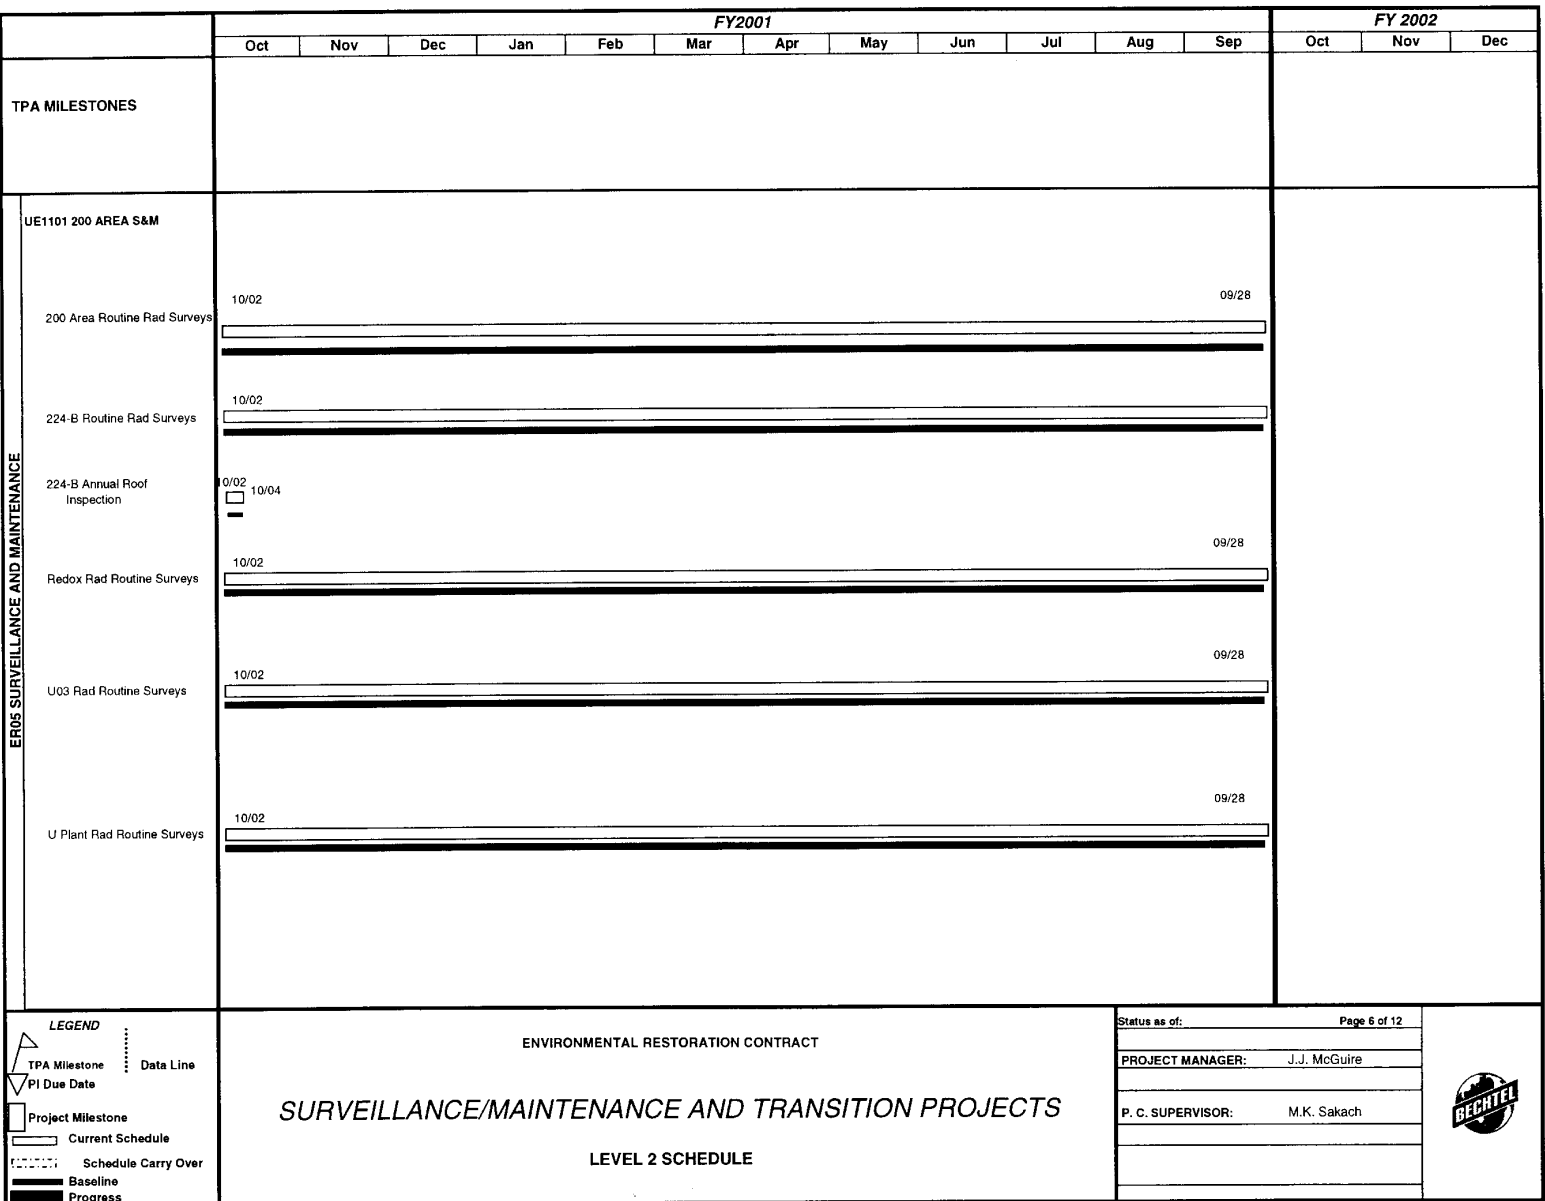 FY2001
FY 2002
Oct Nov Dec Jan Feb Mar Apr May Jun Jul Aug Sep Oct Nov Dec
TPA MILESTONES
ER05 SURVEILLANCE AND MAINTENANCE
UE1101 200 AREA S&M
10/02
09/28
200 Area Routine Rad Surveys
10/02
224-B Routine Rad Surveys
224-B Annual Roof
Inspection
0/02
10/04
09/28
10/02
Redox Rad Routine Surveys
09/28
10/02
U03 Rad Routine Surveys
09/28
10/02
U Plant Rad Routine Surveys
LEGEND
TPA Milestone
Data Line
PI Due Date
Project Milestone
Current Schedule
Schedule Carry Over
Baseline
Progress
ENVIRONMENTAL RESTORATION CONTRACT
SURVEILLANCE/MAINTENANCE AND TRANSITION PROJECTS
LEVEL 2 SCHEDULE
Status as of: Page 6 of 12
PROJECT MANAGER: J.J. McGuire
P. C. SUPERVISOR: M.K. Sakach
BECHTEL